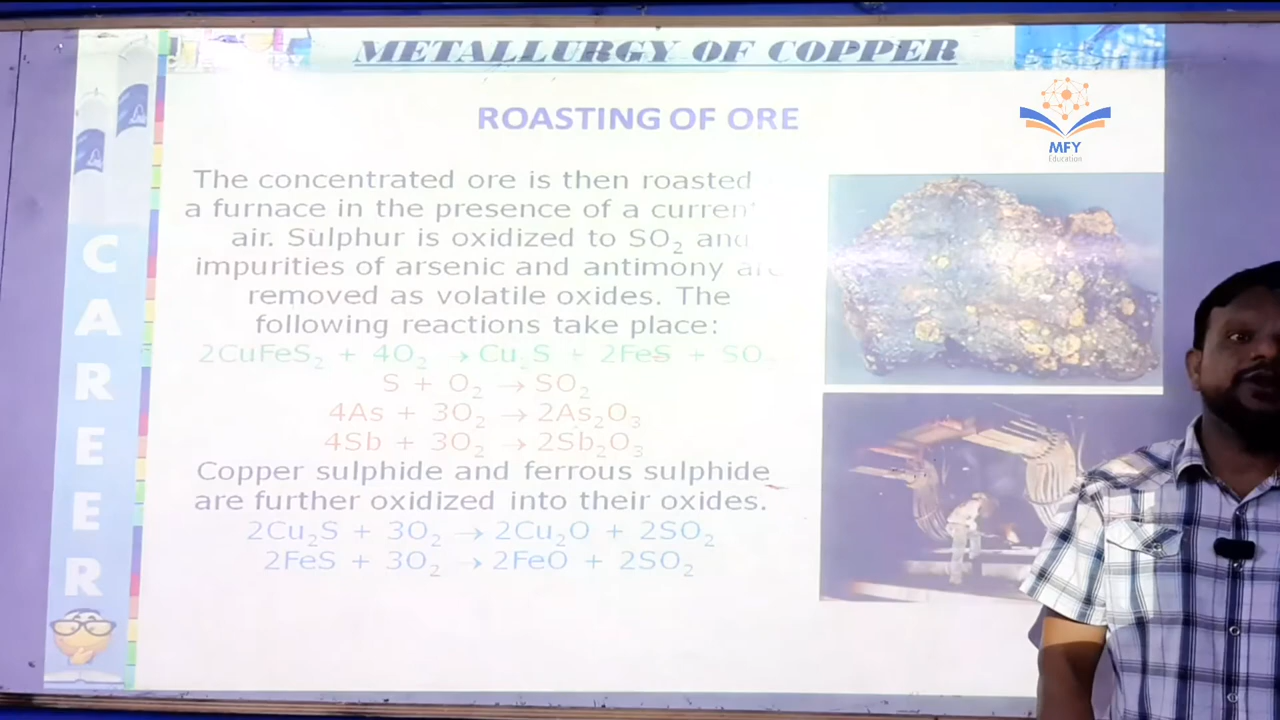 METALLURGY OF COPPER
ROASTING OF ORE
MFY
Education
CAREER
The concentrated ore is then roasted
a furnace in the presence of a current
air. Sulphur is oxidized to SO₂ and
impurities of arsenic and antimony are
removed as volatile oxides. The
following reactions take place:
2CuFeS₂ + 4O₂ → Cu₂S + 2FeS + SO₂
S + O₂ → SO₂
4As + 3O₂ → 2As₂O₃
4Sb + 3O₂ → 2Sb₂O₃
Copper sulphide and ferrous sulphide
are further oxidized into their oxides.
2Cu₂S + 3O₂ → 2Cu₂O + 2SO₂
2FeS + 3O₂ → 2FeO + 2SO₂